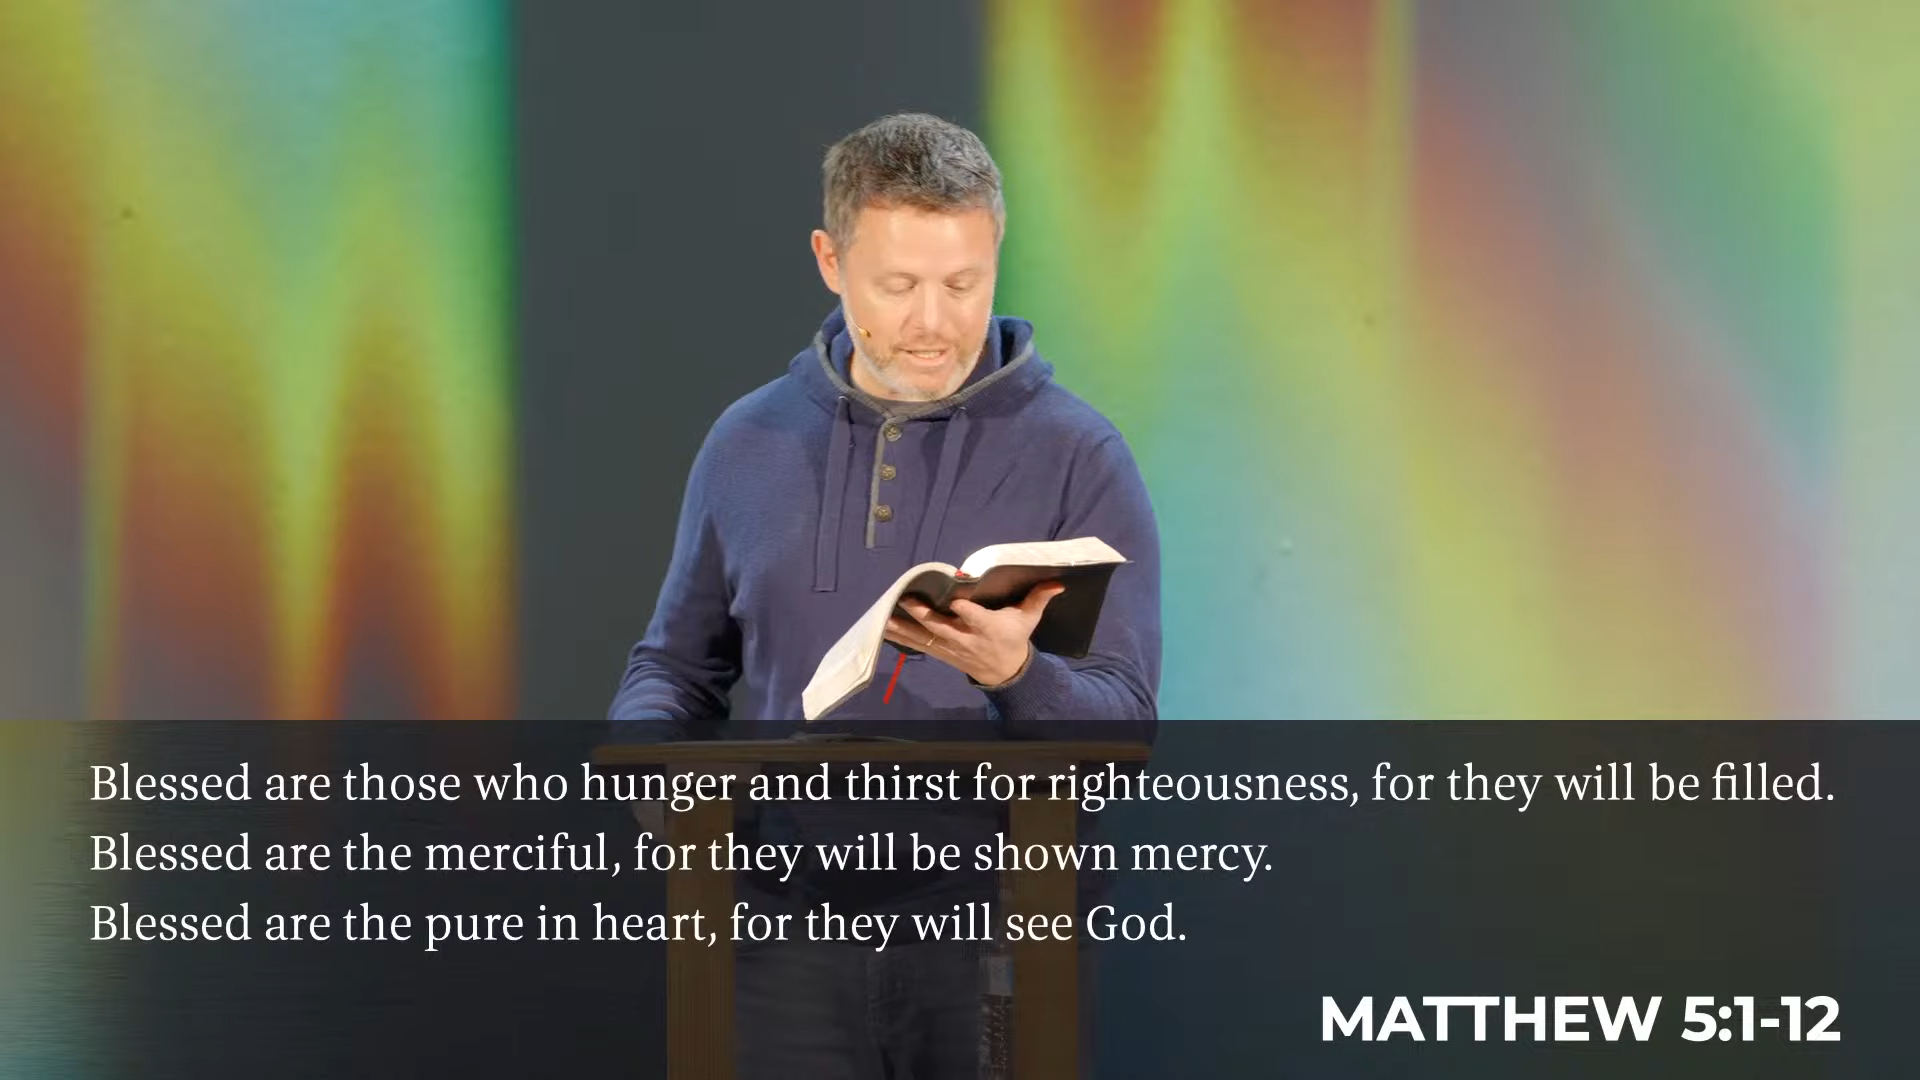 Blessed are those who hunger and thirst for righteousness, for they will be filled.
Blessed are the merciful, for they will be shown mercy.
Blessed are the pure in heart, for they will see God.
MATTHEW 5:1-12